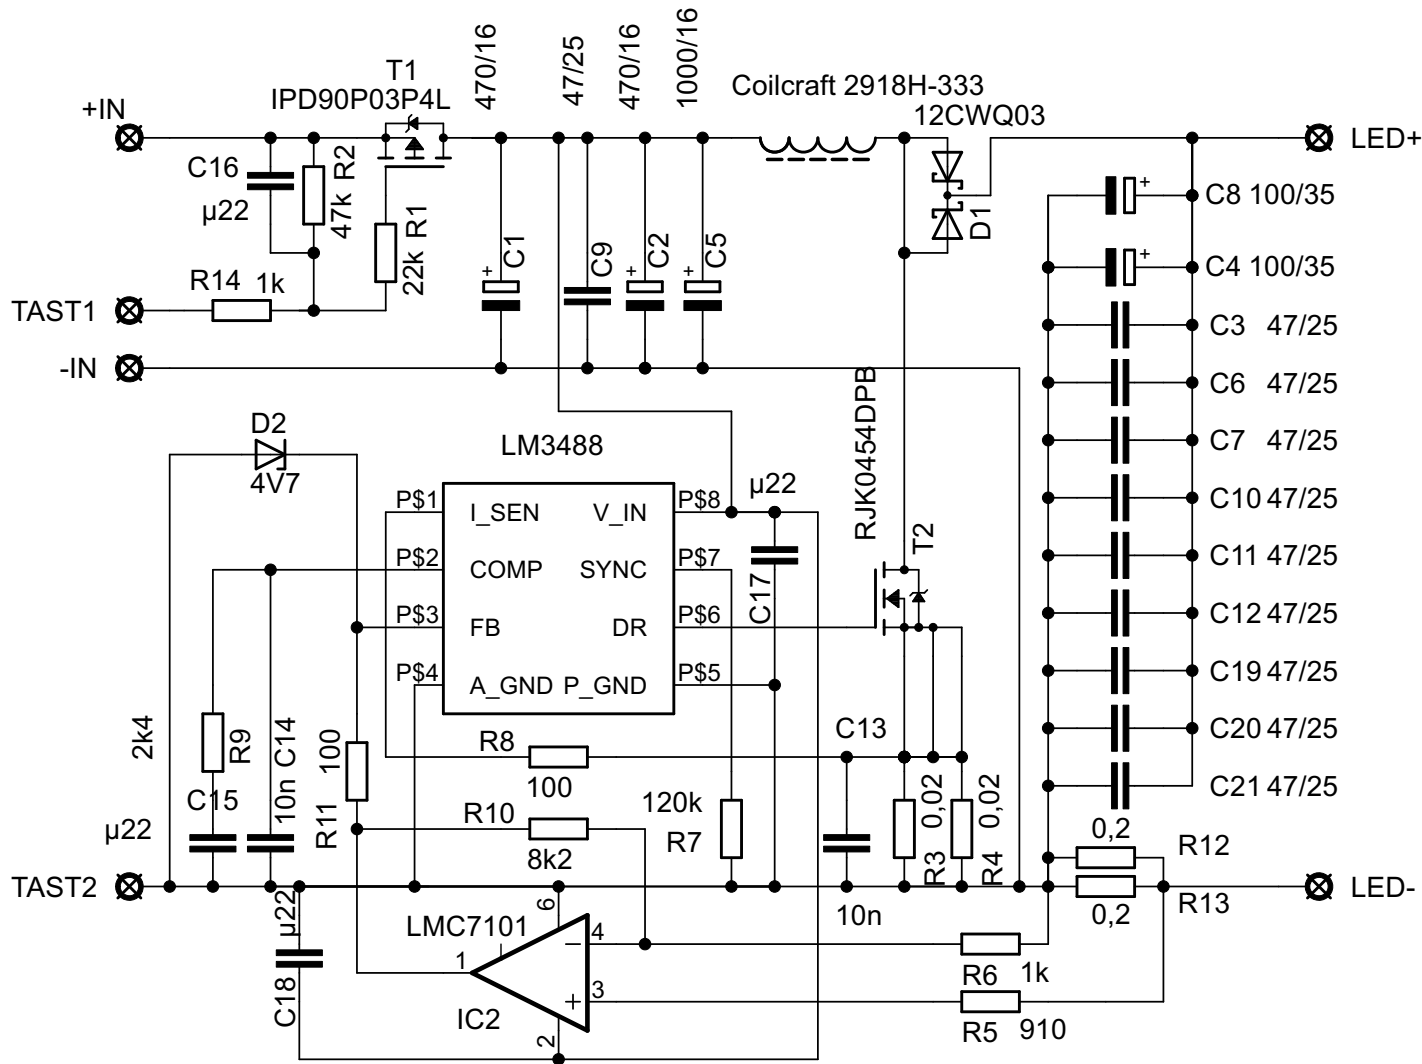 T1
IPD90P03P4L
470/16
47/25
470/16
1000/16
Coilcraft 2918H-333
12CWQ03
+IN
LED+
C16
µ22
R2
47k
R1
22k
+
C1
C9
+
C2
+
C5
D1
+
C8 100/35
+
C4 100/35
R14 1k
TAST1
-IN
C3 47/25
C6 47/25
C7 47/25
C10 47/25
C11 47/25
C12 47/25
C19 47/25
C20 47/25
C21 47/25
D2
4V7
LM3488
RJK0454DPB
T2
µ22
C17
P$1
I_SEN
V_IN
P$8
P$2
COMP
SYNC
P$7
P$3
FB
DR
P$6
P$4
A_GND
P_GND
P$5
2k4
R9
C15
µ22
10n C14
100
R11
R8
100
R10
8k2
120k
R7
C13
10n
0,02
R3
0,02
R4
0,2
R12
0,2
R13
TAST2
LED-
µ22
C18
LMC7101
IC2
1
6
4
−
3
+
2
R6 1k
R5 910